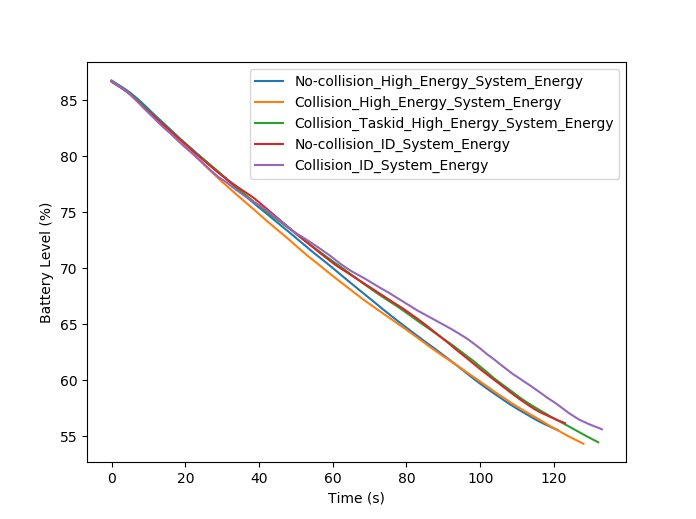 No-collision_High_Energy_System_Energy
Collision_High_Energy_System_Energy
Collision_Taskid_High_Energy_System_Energy
No-collision_ID_System_Energy
Collision_ID_System_Energy
85
80
75
70
65
60
55
Battery Level (%)
0 20 40 60 80 100 120
Time (s)